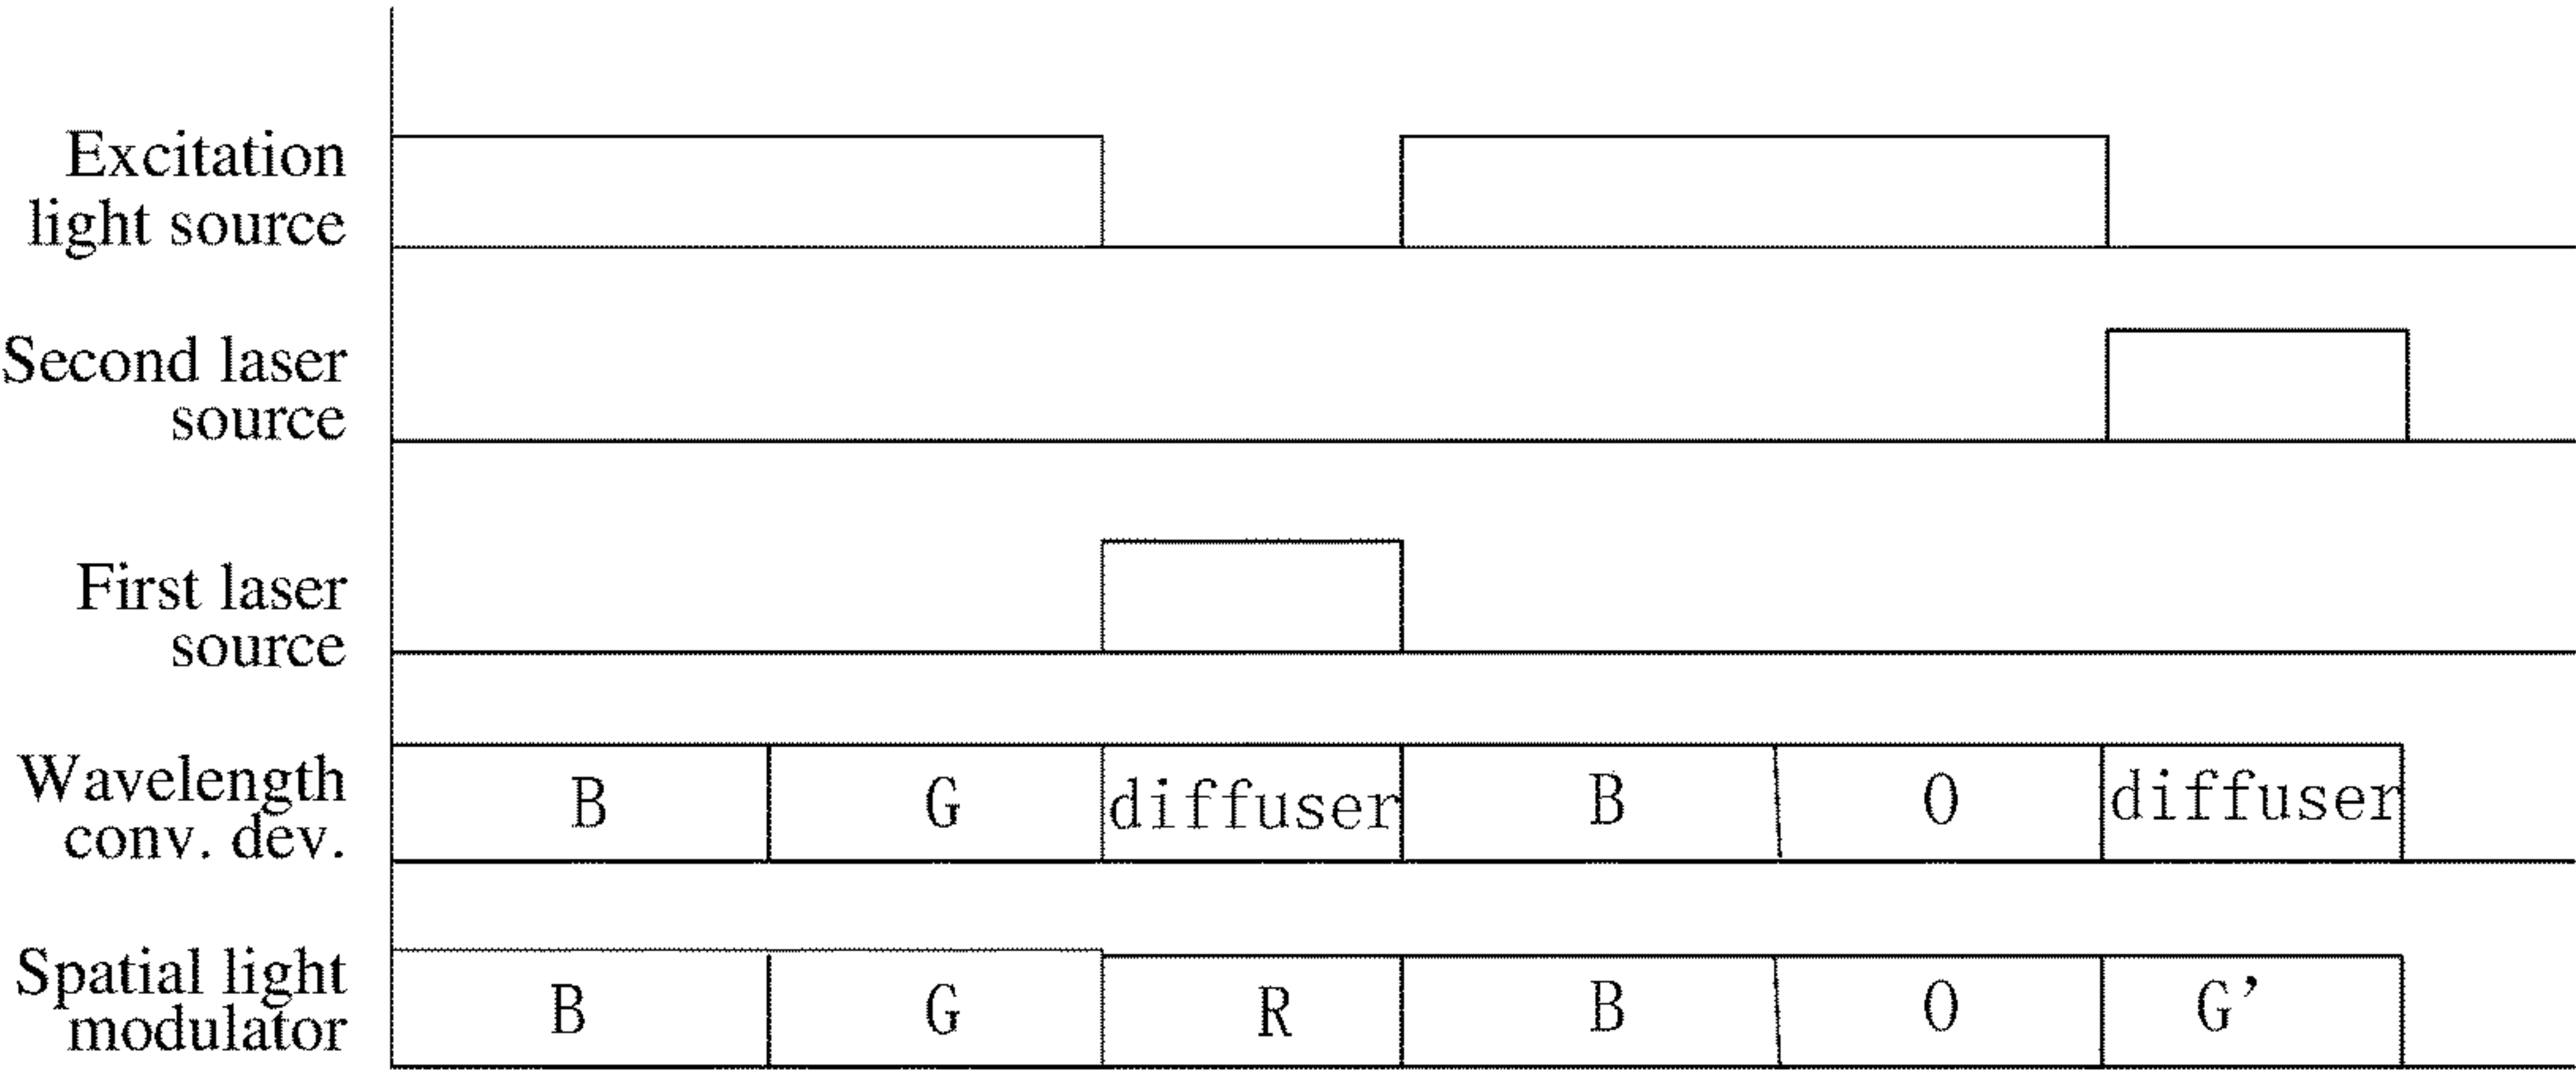 Excitation
light source
Second laser
source
First laser
source
Wavelength
conv. dev.
B G diffuser B O diffuser
Spatial light
modulator
B G R B O G’